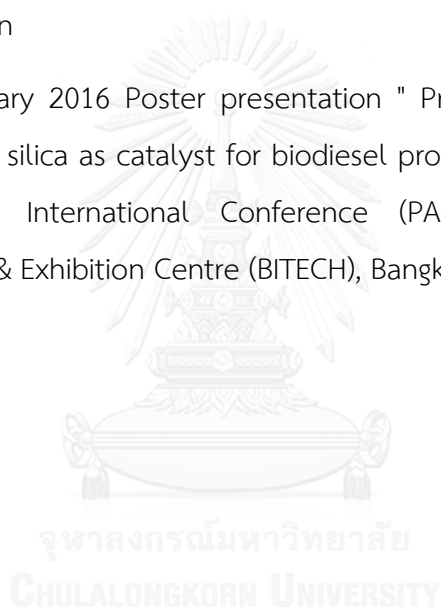 n
ary 2016 Poster presentation " Pr
silica as catalyst for biodiesel pro
International Conference (PA
& Exhibition Centre (BITECH), Bangk
จุฬาลงกรณ์มหาวิทยาลัย
CHULALONGKORN UNIVERSITY